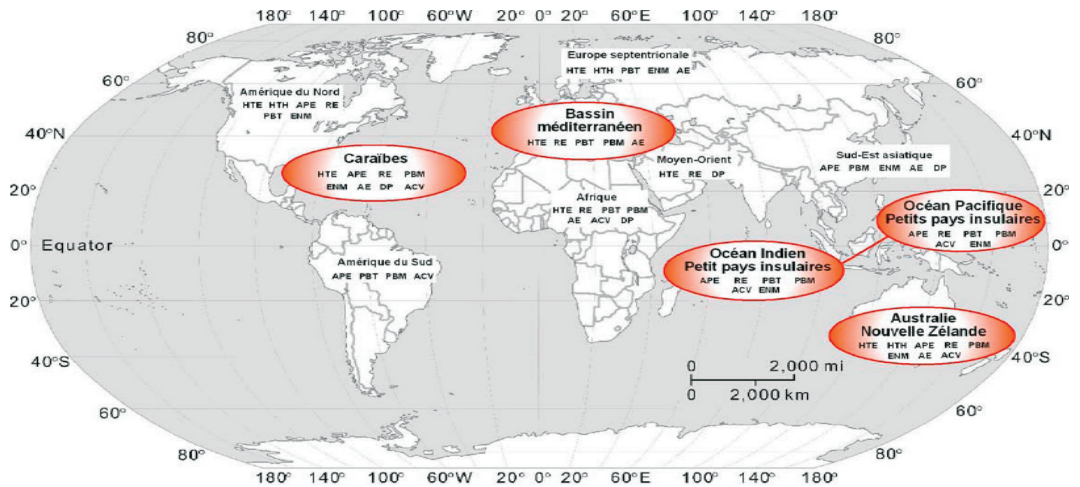 180° 140° 100° 60°W 20° 0° 20° 60°E 100° 140° 180°
80° 80°
60° 60°
40°N 40°N
20° 20°
0° Equator 0°
20° 20°
40°S 40°S
60° 60°
80° 80°
Europe septentrionale
HTE HTH PBT ENM AE
Amérique du Nord
HTE HTH APE RE
PBT ENM
Bassin
méditerranéen
HTE RE PBT PBM AE
Caraïbes
HTE APE RE PBM
ENM AE DP ACV
Moyen-Orient
HTE RE DP
Sud-Est asiatique
APE PBM ENM AE DP
Afrique
HTE RE PBT PBM
AE ACV DP
Océan Pacifique
Petits pays insulaires
APE RE PBT PBM
ACV ENM
Amérique du Sud
APE PBT PBM ACV
Océan Indien
Petit pays insulaires
APE RE PBT PBM
ACV ENM
Australie
Nouvelle Zélande
HTE HTH APE RE PBM
ENM AE ACV
0 2,000 mi
0 2,000 km
180° 140° 100° 60°W 20° 0° 20° 60°E 100° 140° 180°